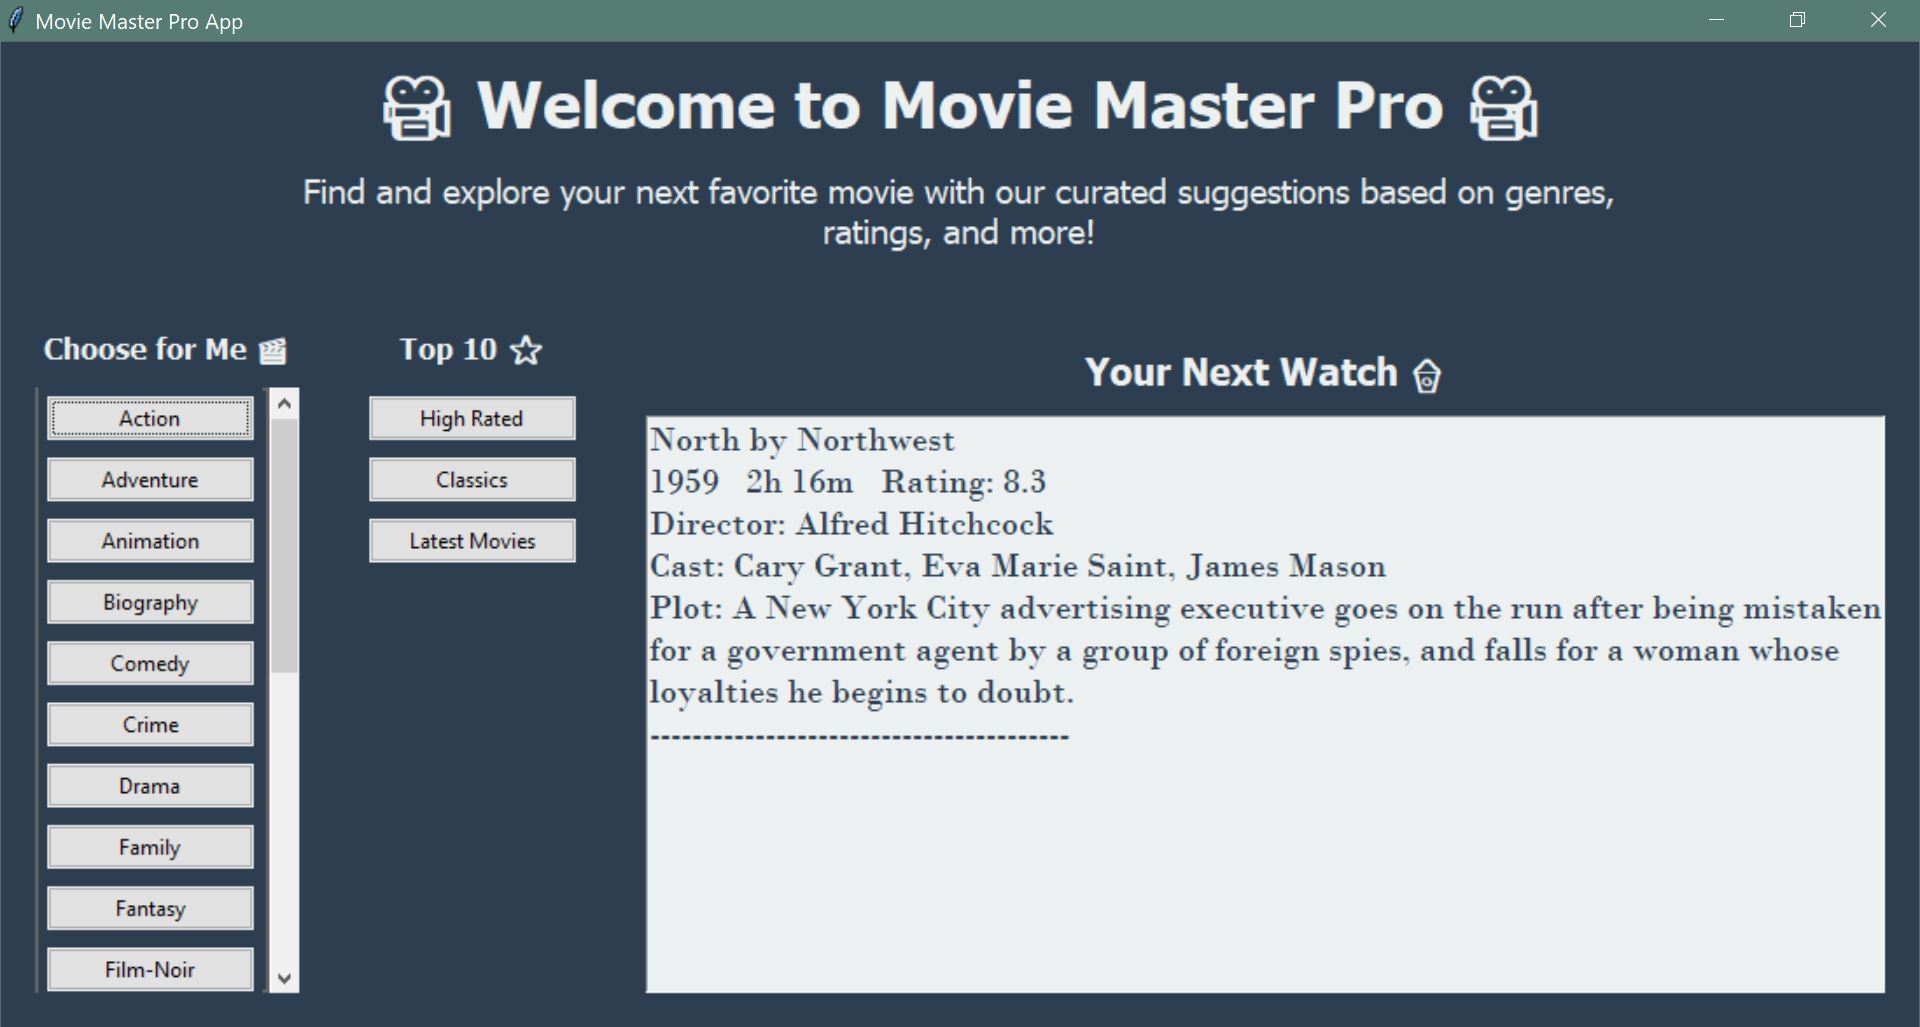 Movie Master Pro App
Welcome to Movie Master Pro
Find and explore your next favorite movie with our curated suggestions based on genres,
ratings, and more!
Choose for Me
Action
Adventure
Animation
Biography
Comedy
Crime
Drama
Family
Fantasy
Film-Noir
Top 10
High Rated
Classics
Latest Movies
Your Next Watch
North by Northwest
1959 2h 16m Rating: 8.3
Director: Alfred Hitchcock
Cast: Cary Grant, Eva Marie Saint, James Mason
Plot: A New York City advertising executive goes on the run after being mistaken
for a government agent by a group of foreign spies, and falls for a woman whose
loyalties he begins to doubt.
----------------------------------------